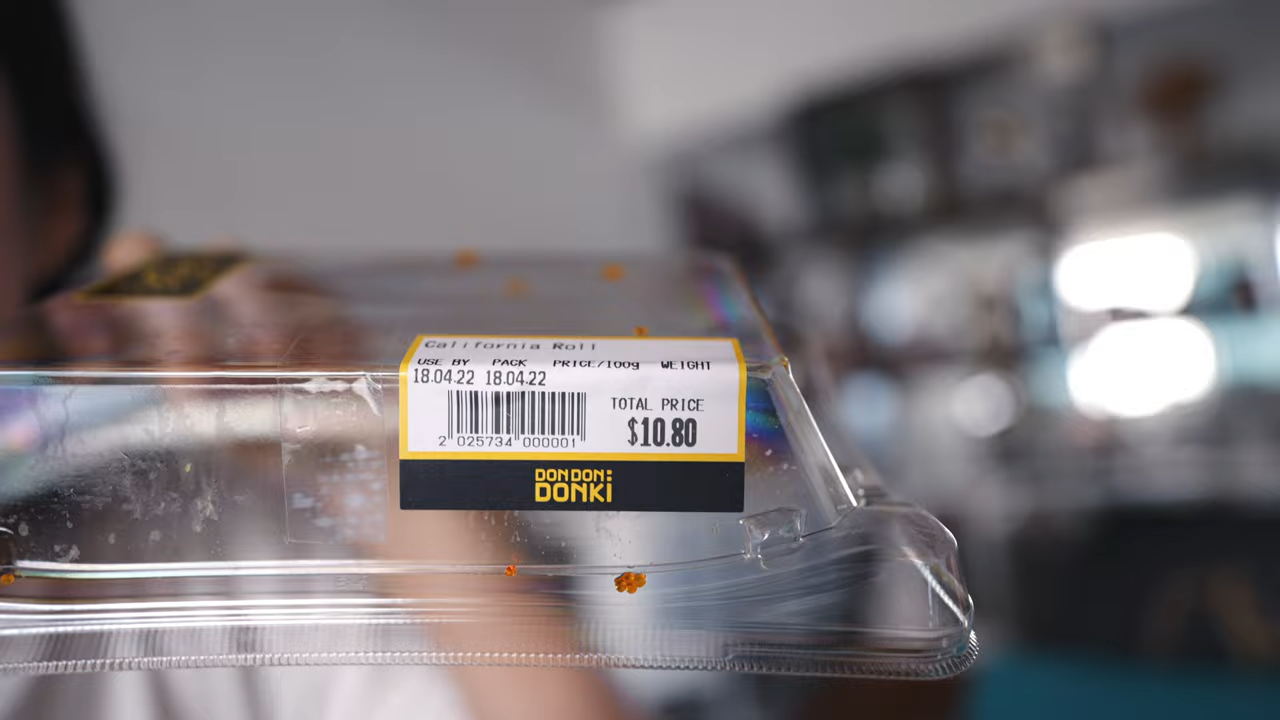 California Roll
USE BY PACK PRICE/100g WEIGHT
18.04.22 18.04.22
TOTAL PRICE
$10.80
2 025734 000001
DON DON:
DONKi